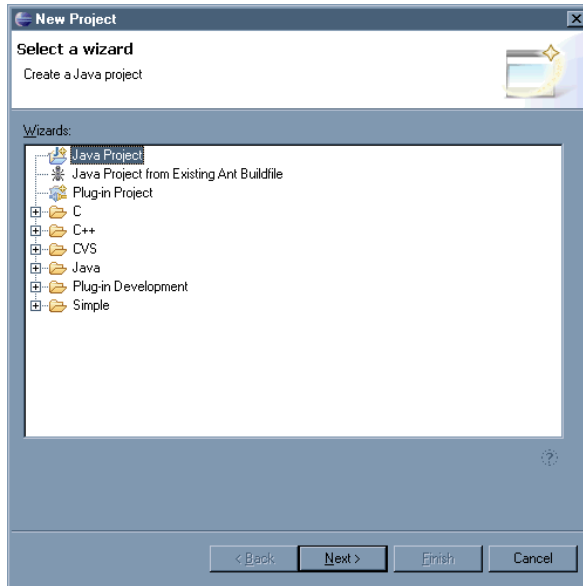 New Project
Select a wizard
Create a Java project
Wizards:
Java Project
Java Project from Existing Ant Buildfile
Plug-in Project
C
C++
CVS
Java
Plug-in Development
Simple
?
< Back Next > Finish Cancel